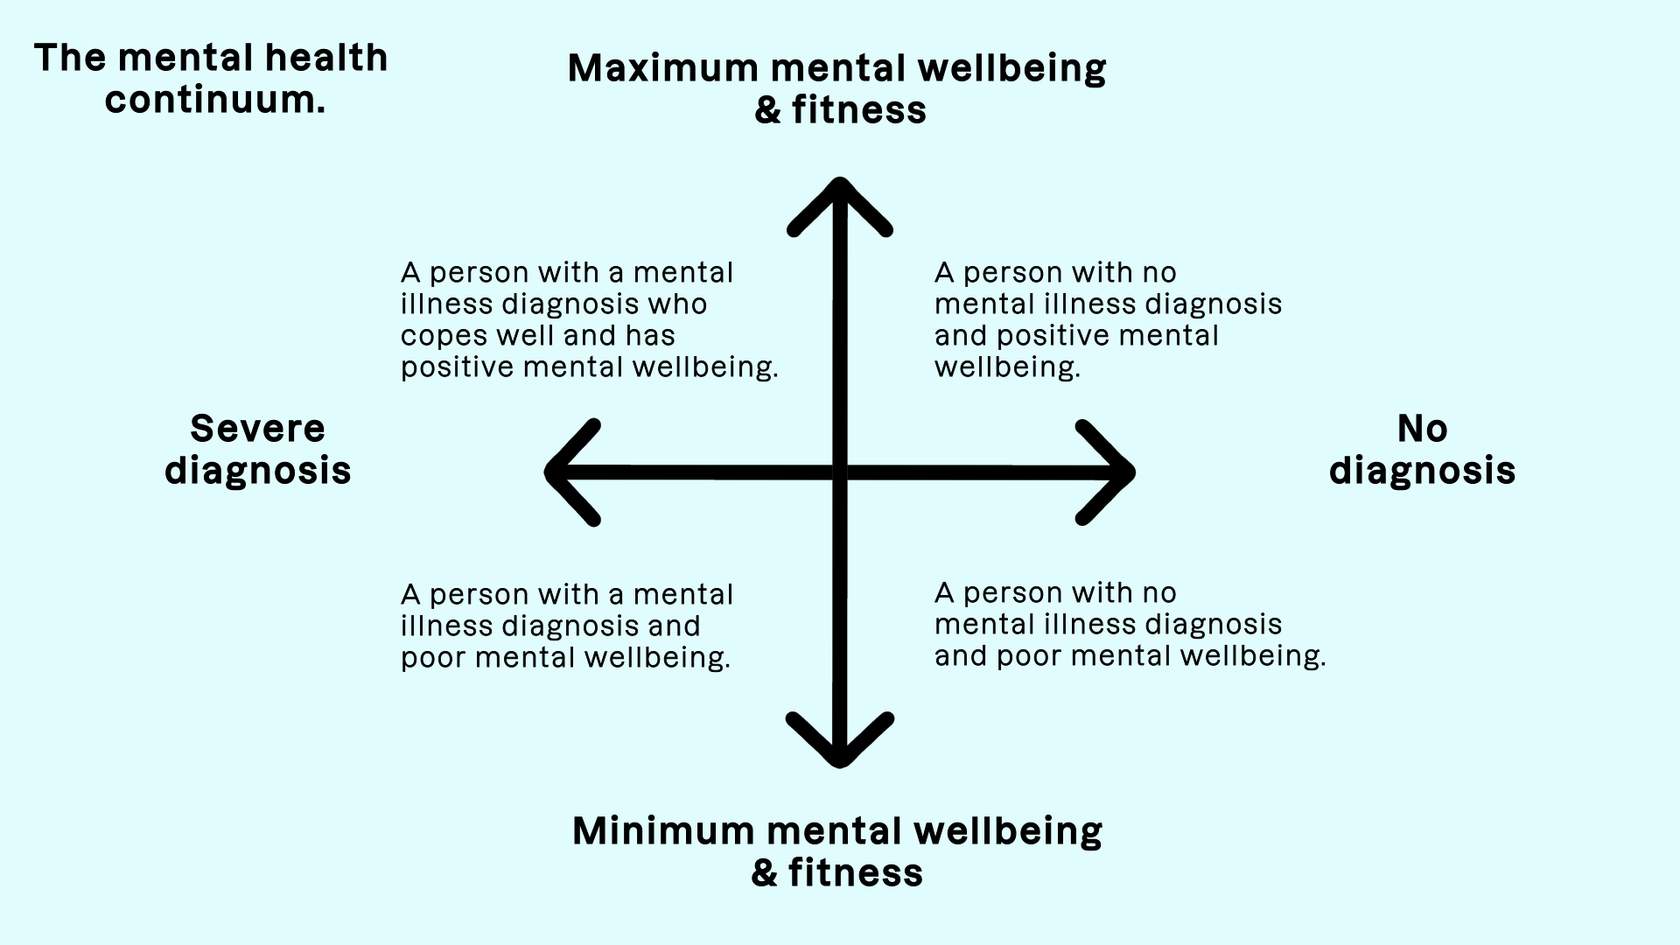 The mental health
continuum.
Maximum mental wellbeing
& fitness
A person with a mental
illness diagnosis who
copes well and has
positive mental wellbeing.
A person with no
mental illness diagnosis
and positive mental
wellbeing.
Severe
diagnosis
No
diagnosis
A person with a mental
illness diagnosis and
poor mental wellbeing.
A person with no
mental illness diagnosis
and poor mental wellbeing.
Minimum mental wellbeing
& fitness